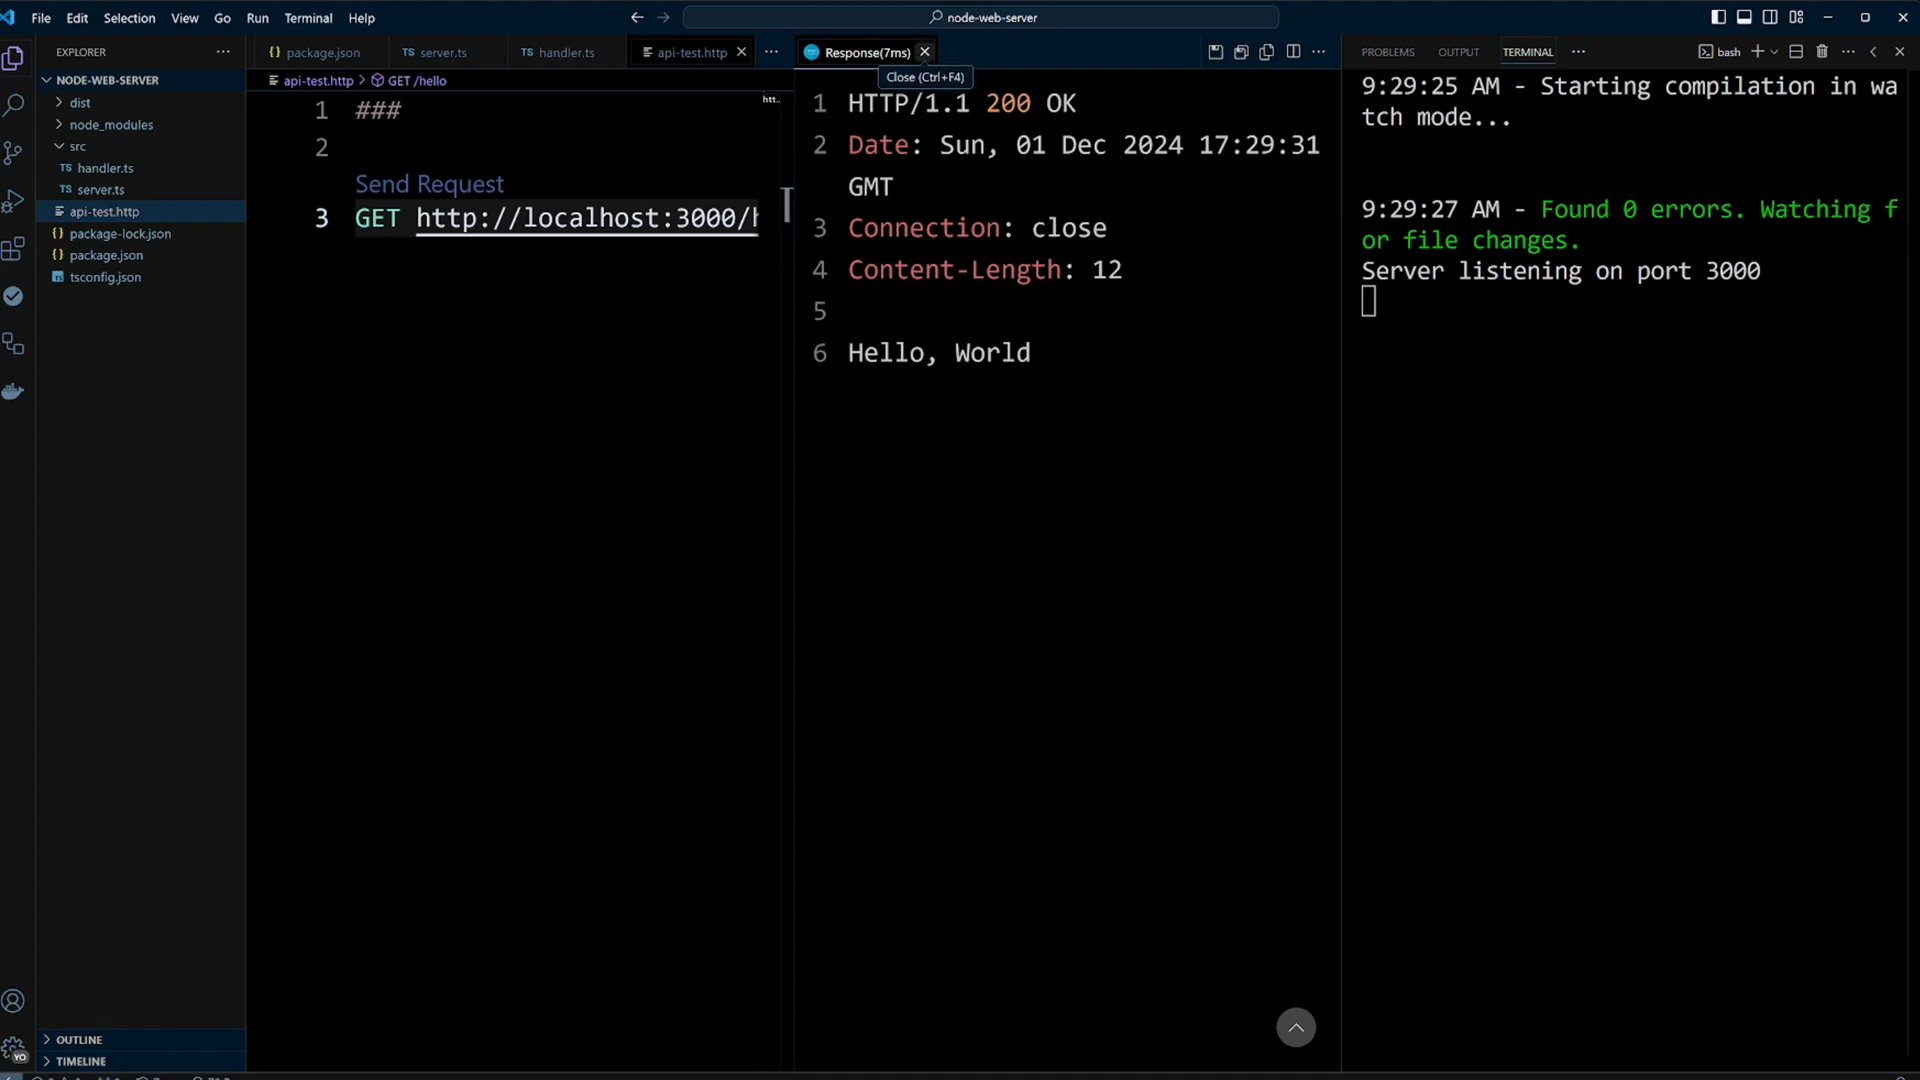 File Edit Selection View Go Run Terminal Help
node-web-server
EXPLORER
NODE-WEB-SERVER
dist
node_modules
src
TS handler.ts
TS server.ts
api-test.http
{} package-lock.json
{} package.json
tsconfig.json
OUTLINE
TIMELINE
YO
{} package.json TS server.ts TS handler.ts api-test.http
api-test.http > GET /hello
1 ###
2
Send Request
3 GET http://localhost:3000/h
htt..
Response(7ms)
Close (Ctrl+F4)
1 HTTP/1.1 200 OK
2 Date: Sun, 01 Dec 2024 17:29:31
GMT
3 Connection: close
4 Content-Length: 12
5
6 Hello, World
PROBLEMS OUTPUT TERMINAL
bash
9:29:25 AM - Starting compilation in wa
tch mode...
9:29:27 AM - Found 0 errors. Watching f
or file changes.
Server listening on port 3000